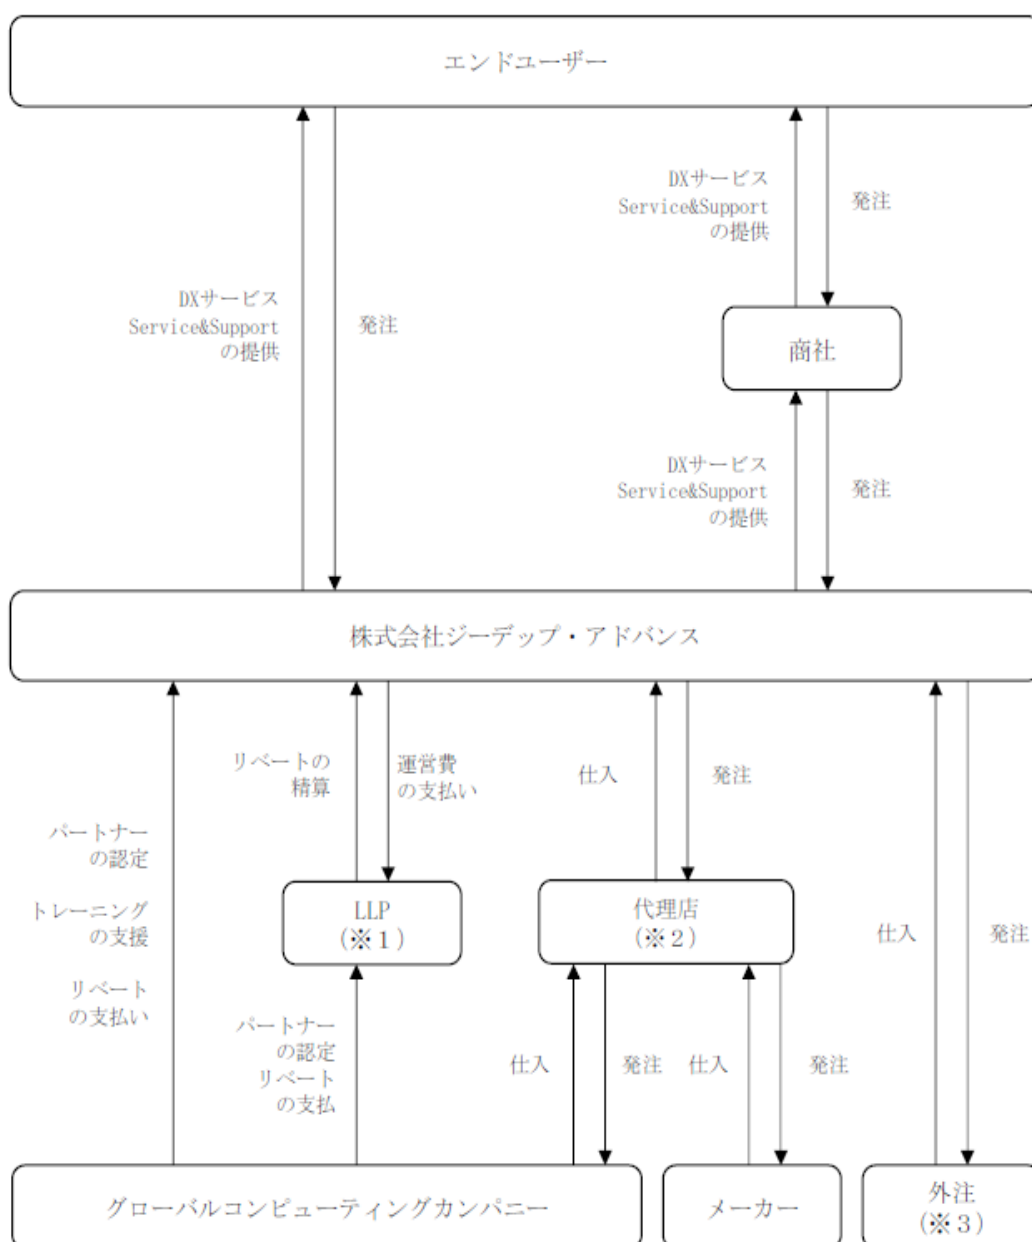 エンドユーザー
DXサービス
Service&Support
の提供
発注
DXサービス
Service&Support
の提供
発注
商社
DXサービス
Service&Support
の提供
発注
株式会社ジーデップ・アドバンス
パートナー
の認定
トレーニング
の支援
リベート
の支払い
リベートの
精算
運営費
の支払い
仕入
発注
仕入
発注
LLP
(※1)
代理店
(※2)
パートナー
の認定
リベート
の支払
仕入
発注
仕入
発注
グローバルコンピューティングカンパニー
メーカー
外注
(※3)